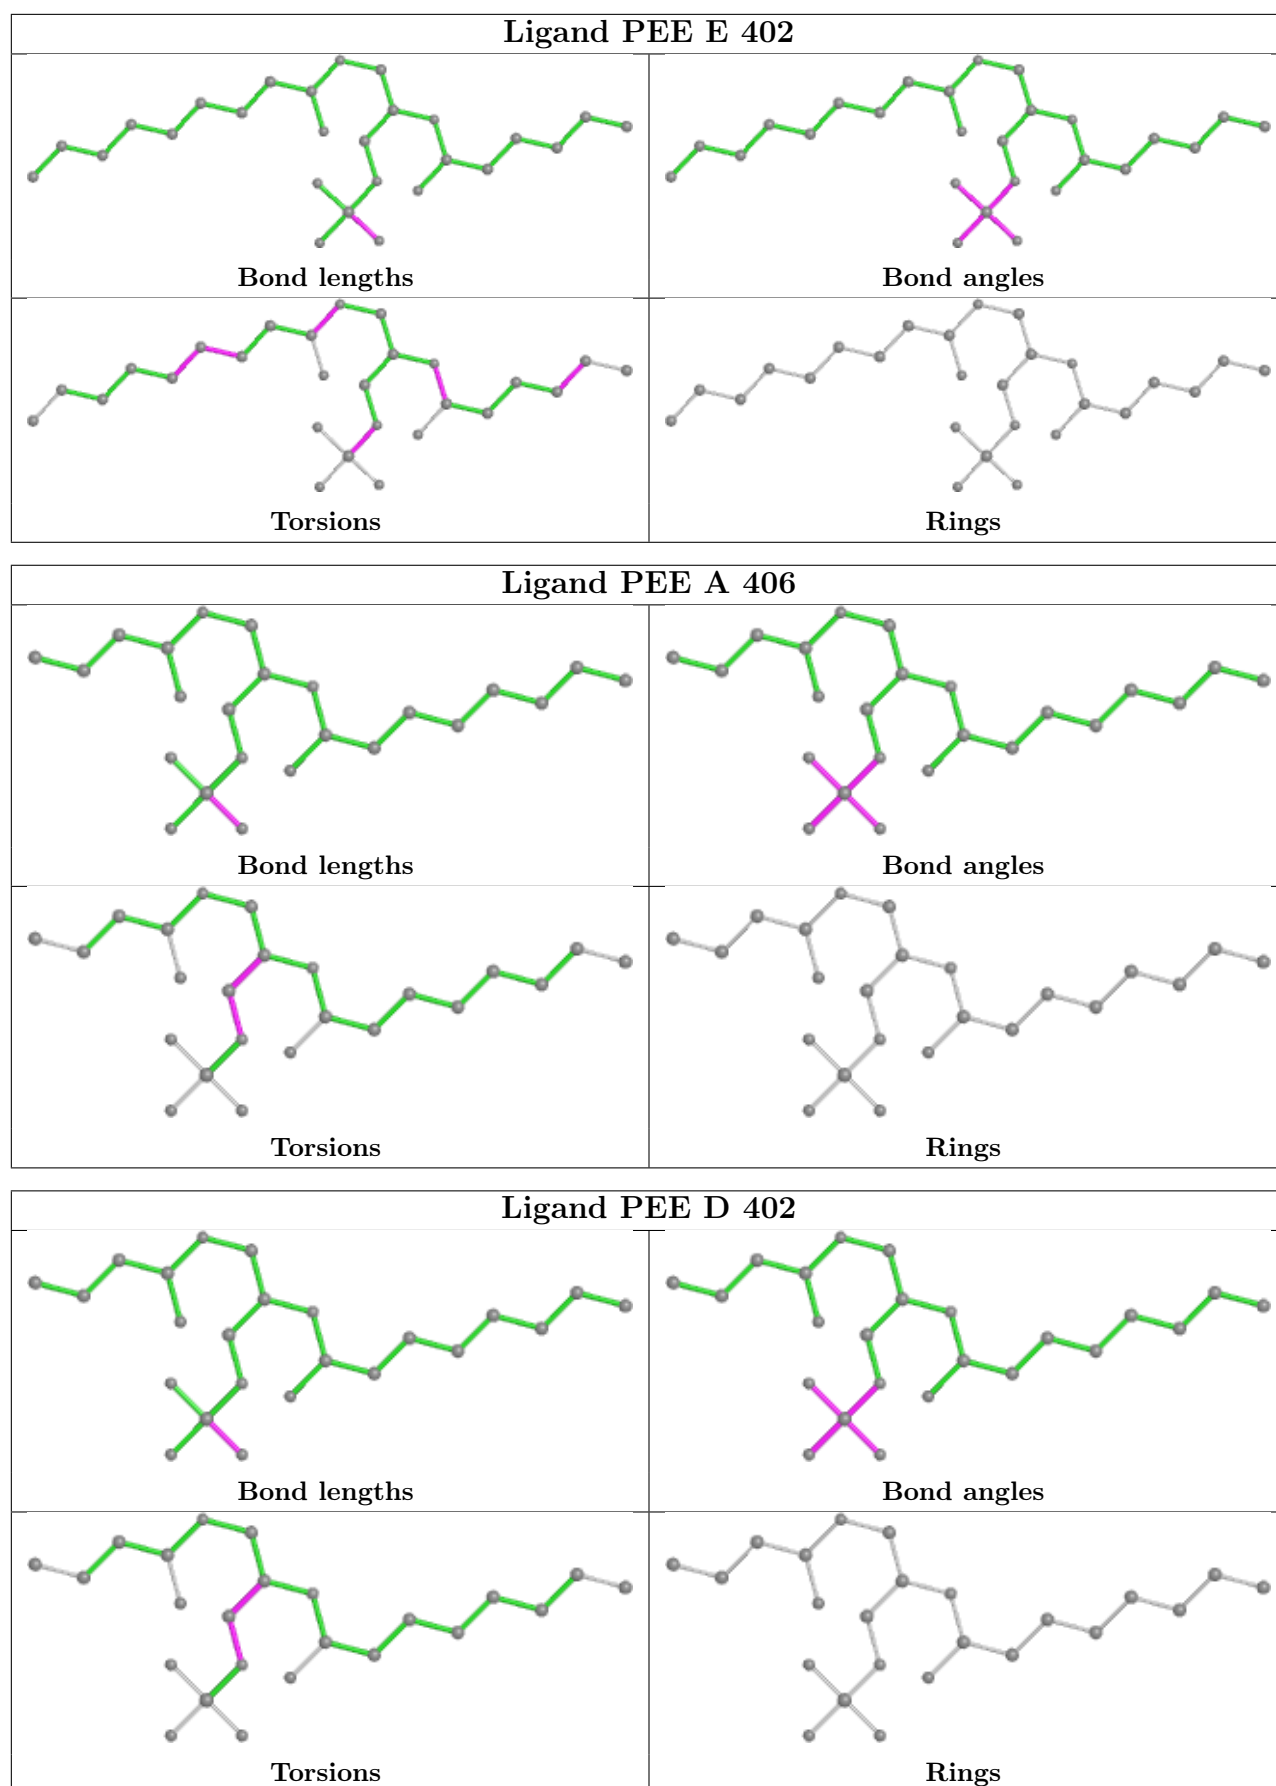 Ligand PEE E 402
Bond lengths
Bond angles
Torsions
Rings
Ligand PEE A 406
Bond lengths
Bond angles
Torsions
Rings
Ligand PEE D 402
Bond lengths
Bond angles
Torsions
Rings